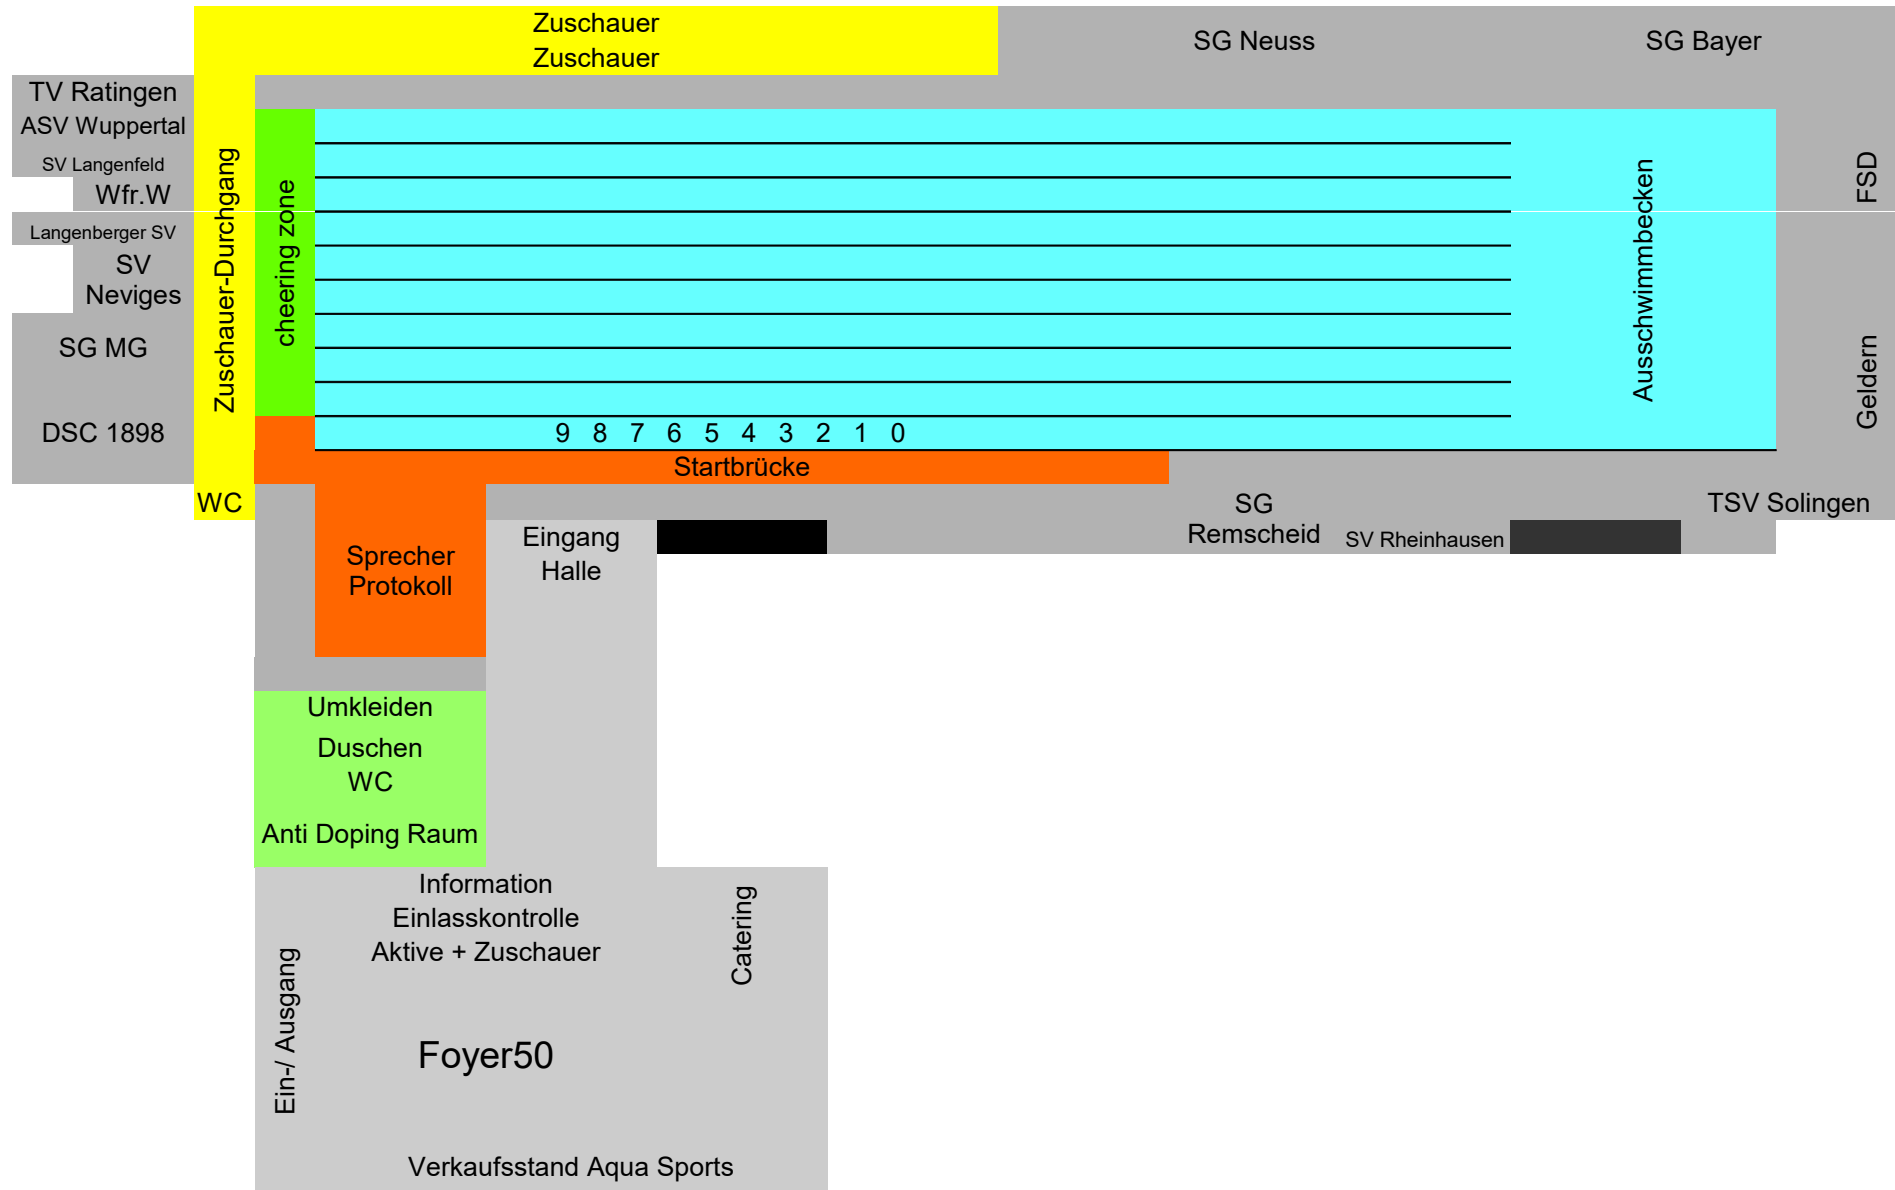 Zuschauer
Zuschauer
SG Neuss
SG Bayer
TV Ratingen
ASV Wuppertal
SV Langenfeld
Wfr.W
Langenberger SV
SV
Neviges
SG MG
DSC 1898
Zuschauer-Durchgang
cheering zone
Ausschwimmbecken
FSD
Geldern
9 8 7 6 5 4 3 2 1 0
Startbrücke
WC
SG
Remscheid
SV Rheinhausen
TSV Solingen
Sprecher
Protokoll
Eingang
Halle
Umkleiden
Duschen
WC
Anti Doping Raum
Information
Einlasskontrolle
Aktive + Zuschauer
Catering
Ein-/ Ausgang
Foyer50
Verkaufsstand Aqua Sports